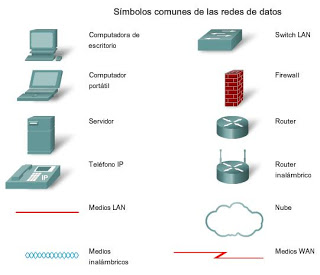 Símbolos comunes de las redes de datos
Computadora de
escritorio
Switch LAN
Computador
portátil
Firewall
Servidor
Router
Teléfono IP
IP
Router
inalámbrico
Medios LAN
Nube
Medios
inalámbricos
Medios WAN